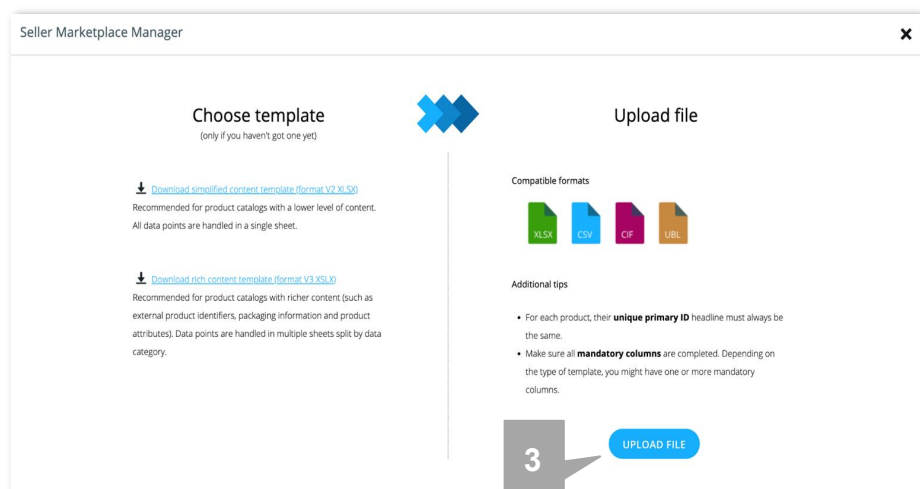 Seller Marketplace Manager
Choose template
(only if you haven't got one yet)
Download simplified content template (format V2 XLSX)
Recommended for product catalogs with a lower level of content.
All data points are handled in a single sheet.
Download rich content template (format V3 XSLX)
Recommended for product catalogs with richer content (such as
external product identifiers, packaging information and product
attributes). Data points are handled in multiple sheets split by data
category.
Upload file
Compatible formats
XLSX CSV CIF UBL
Additional tips
• For each product, their unique primary ID headline must always be
the same.
• Make sure all mandatory columns are completed. Depending on
the type of template, you might have one or more mandatory
columns.
UPLOAD FILE
3